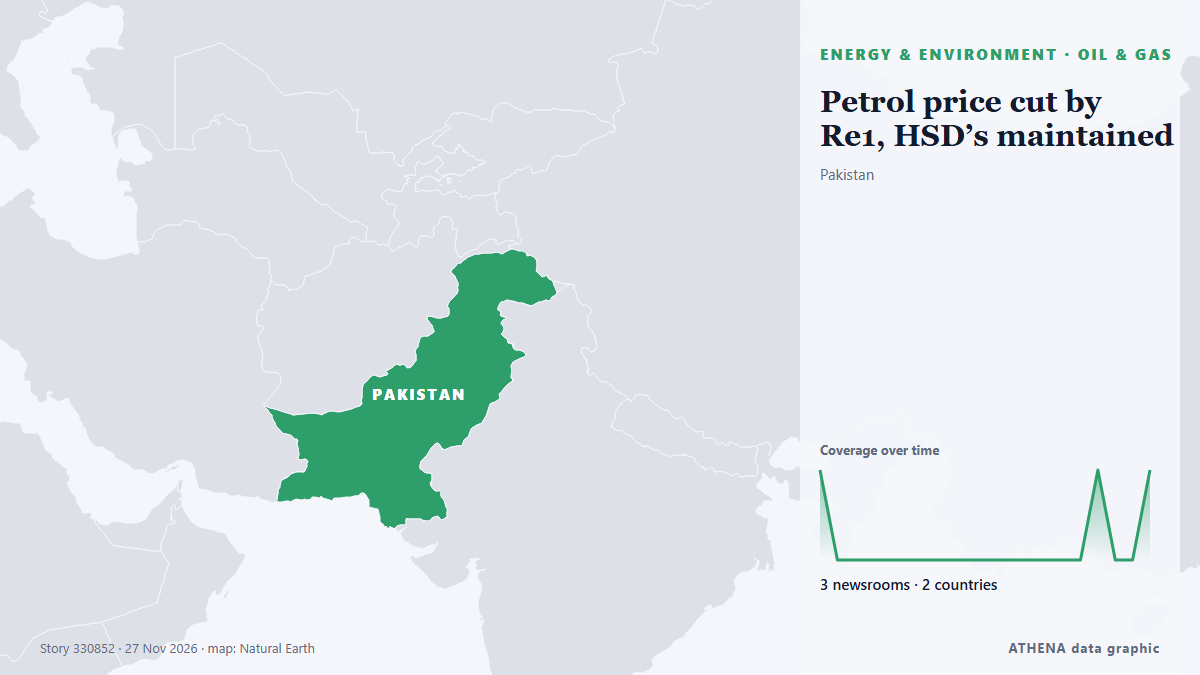 ENERGY & ENVIRONMENT · OIL & GAS
Petrol price cut by
Re1, HSD’s maintained
Pakistan
PAKISTAN
Coverage over time
3 newsrooms · 2 countries
Story 330852 · 27 Nov 2026 · map: Natural Earth
ATHENA data graphic